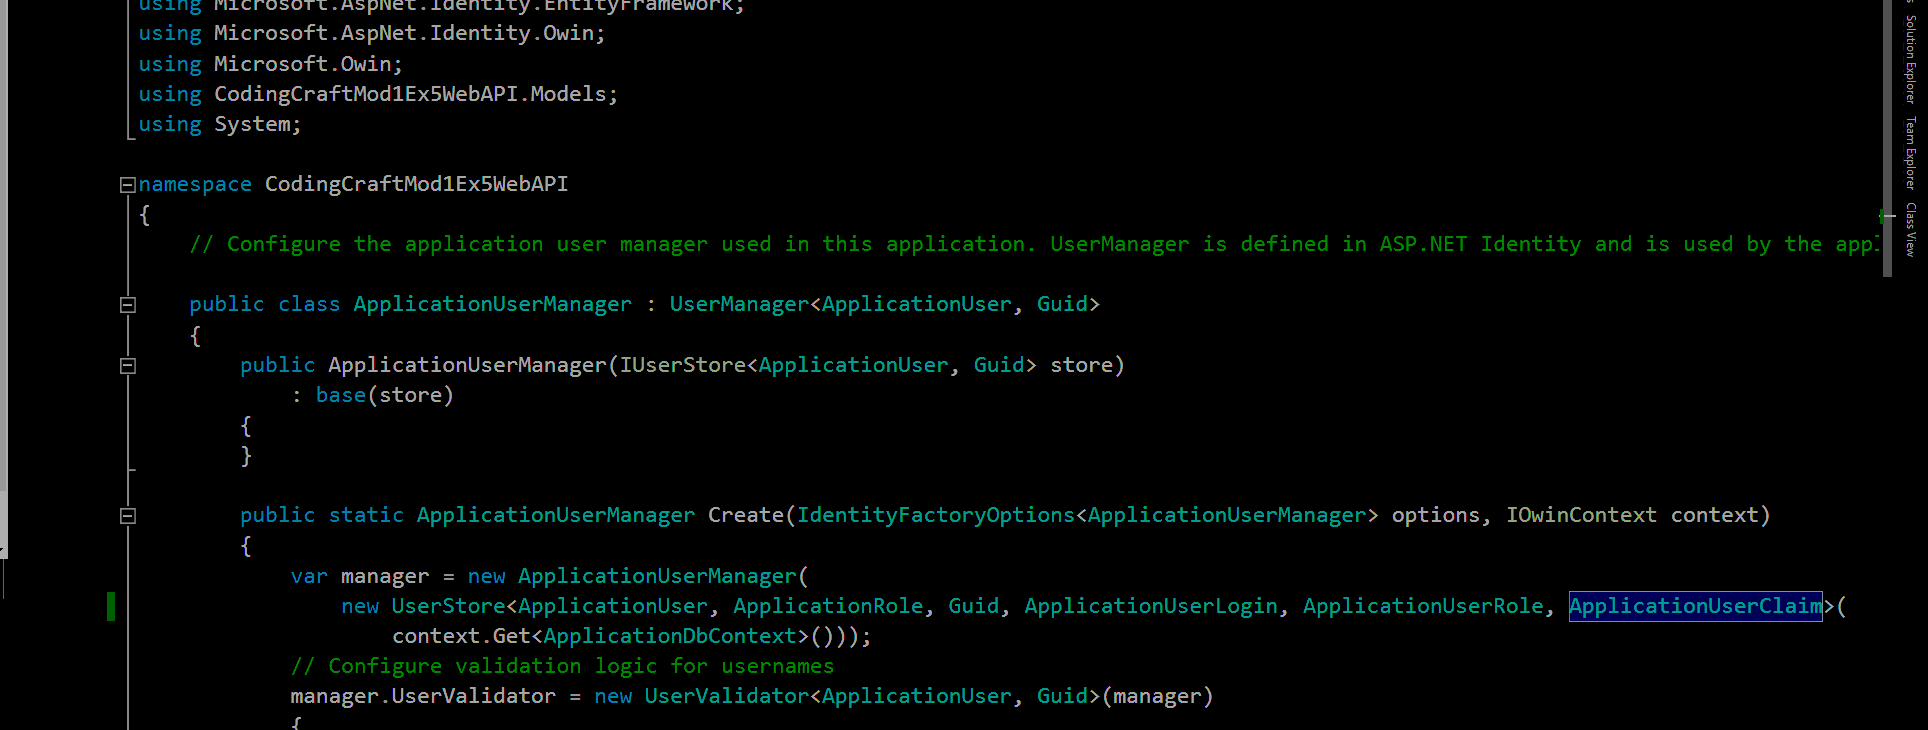 using Microsoft.AspNet.Identity.EntityFramework;
using Microsoft.AspNet.Identity.Owin;
using Microsoft.Owin;
using CodingCraftMod1Ex5WebAPI.Models;
using System;
namespace CodingCraftMod1Ex5WebAPI
{
// Configure the application user manager used in this application. UserManager is defined in ASP.NET Identity and is used by the
public class ApplicationUserManager : UserManager<ApplicationUser, Guid>
{
public ApplicationUserManager(IUserStore<ApplicationUser, Guid> store)
: base(store)
{
}
public static ApplicationUserManager Create(IdentityFactoryOptions<ApplicationUserManager> options, IOwinContext context)
{
var manager = new ApplicationUserManager(
new UserStore<ApplicationUser, ApplicationRole, Guid, ApplicationUserLogin, ApplicationUserRole, ApplicationUserClaim>(
context.Get<ApplicationDbContext>()));
// Configure validation logic for usernames
manager.UserValidator = new UserValidator<ApplicationUser, Guid>(manager)
{
Solution Explorer
Team Explorer
Class View